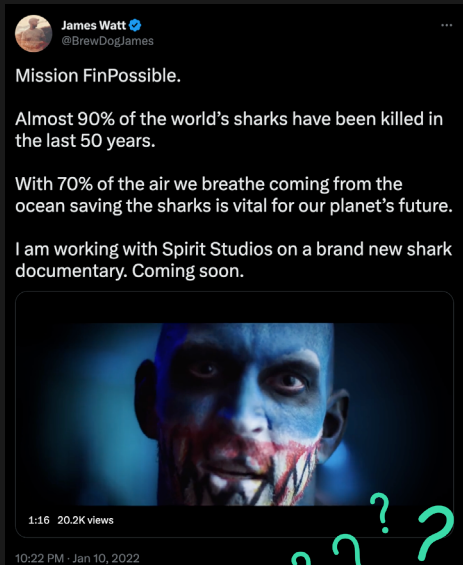 James Watt
@BrewDogJames
Mission FinPossible.
Almost 90% of the world's sharks have been killed in
the last 50 years.
With 70% of the air we breathe coming from the
ocean saving the sharks is vital for our planet's future.
I am working with Spirit Studios on a brand new shark
documentary. Coming soon.
1:16 20.2K views
? ? ? ?
10:22 PM · Jan 10, 2022